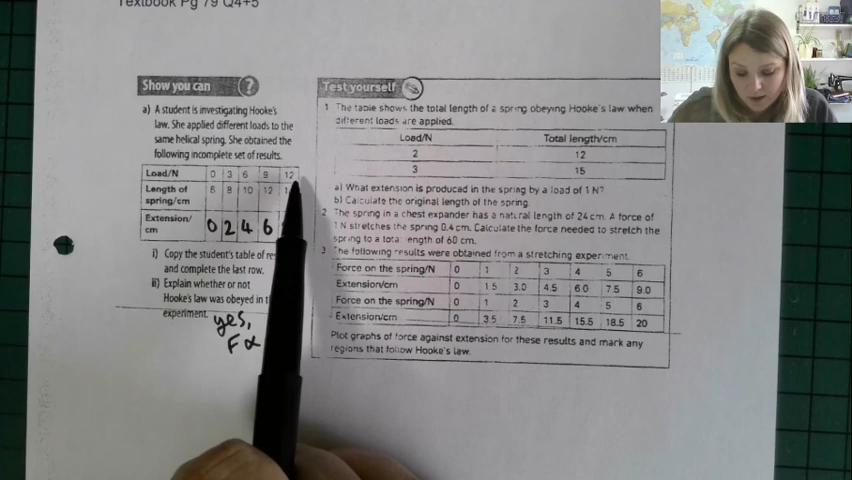 Textbook Pg 79 Q4+5
Show you can ?
a) A student is investigating Hooke's
law. She applied different loads to the
same helical spring. She obtained the
following incomplete set of results.
Load/N 0 3 6 9 12
Length of spring/cm 6 8 10 12
Extension/cm 0 2 4 6
i) Copy the student's table of
and complete the last row.
ii) Explain whether or not
Hooke's law was obeyed in
experiment.
yes,
F ∝
Test yourself
1 The table shows the total length of a spring obeying Hooke's law when
different loads are applied.
Load/N Total length/cm
2 12
3 15
a) What extension is produced in the spring by a load of 1 N?
b) Calculate the original length of the spring.
2 The spring in a chest expander has a natural length of 24 cm. A force of
1 N stretches the spring 0.4 cm. Calculate the force needed to stretch the
spring to a total length of 60 cm.
3 The following results were obtained from a stretching experiment.
Force on the spring/N 0 1 2 3 4 5 6
Extension/cm 0 1.5 3.0 4.5 6.0 7.5 9.0
Force on the spring/N 0 1 2 3 4 5 6
Extension/cm 0 3.5 7.5 11.5 15.5 18.5 20
Plot graphs of force against extension for these results and mark any
regions that follow Hooke's law.